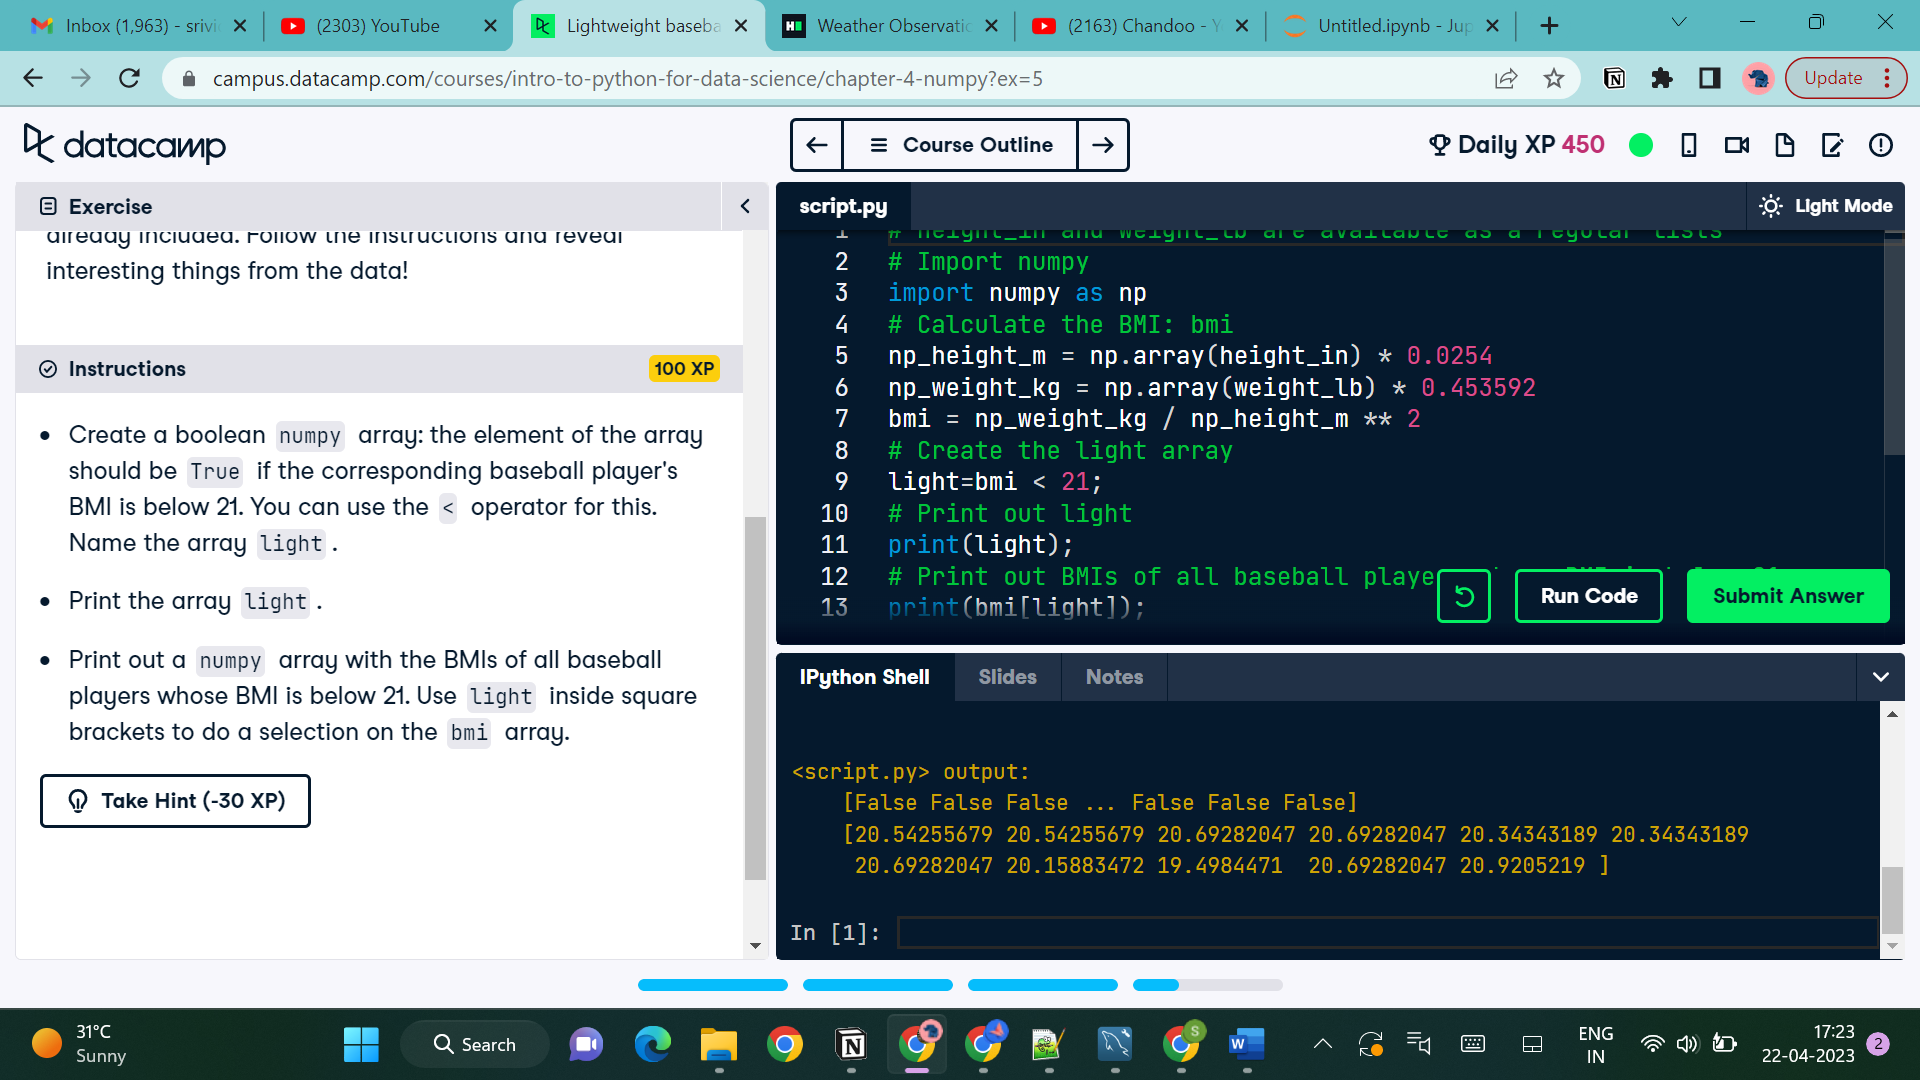 Inbox (1,963) - srivic
(2303) YouTube
Lightweight baseba
Weather Observatio
(2163) Chandoo - Y
Untitled.ipynb - Jup
campus.datacamp.com/courses/intro-to-python-for-data-science/chapter-4-numpy?ex=5
Update
datacamp
Course Outline
Daily XP 450
Exercise
already included. Follow the instructions and reveal
interesting things from the data!
Instructions
100 XP
Create a boolean numpy array: the element of the array
should be True if the corresponding baseball player's
BMI is below 21. You can use the < operator for this.
Name the array light.
Print the array light.
Print out a numpy array with the BMIs of all baseball
players whose BMI is below 21. Use light inside square
brackets to do a selection on the bmi array.
Take Hint (-30 XP)
script.py
Light Mode
1 # height_in and weight_lb are available as a regular lists
2 # Import numpy
3 import numpy as np
4 # Calculate the BMI: bmi
5 np_height_m = np.array(height_in) * 0.0254
6 np_weight_kg = np.array(weight_lb) * 0.453592
7 bmi = np_weight_kg / np_height_m ** 2
8 # Create the light array
9 light=bmi < 21;
10 # Print out light
11 print(light);
12 # Print out BMIs of all baseball playe
13 print(bmi[light]);
Run Code
Submit Answer
IPython Shell
Slides
Notes
<script.py> output:
[False False False ... False False False]
[20.54255679 20.54255679 20.69282047 20.69282047 20.34343189 20.34343189
20.69282047 20.15883472 19.4984471  20.69282047 20.9205219 ]
In [1]:
31°C
Sunny
Search
S
W
ENG
IN
17:23
22-04-2023
2